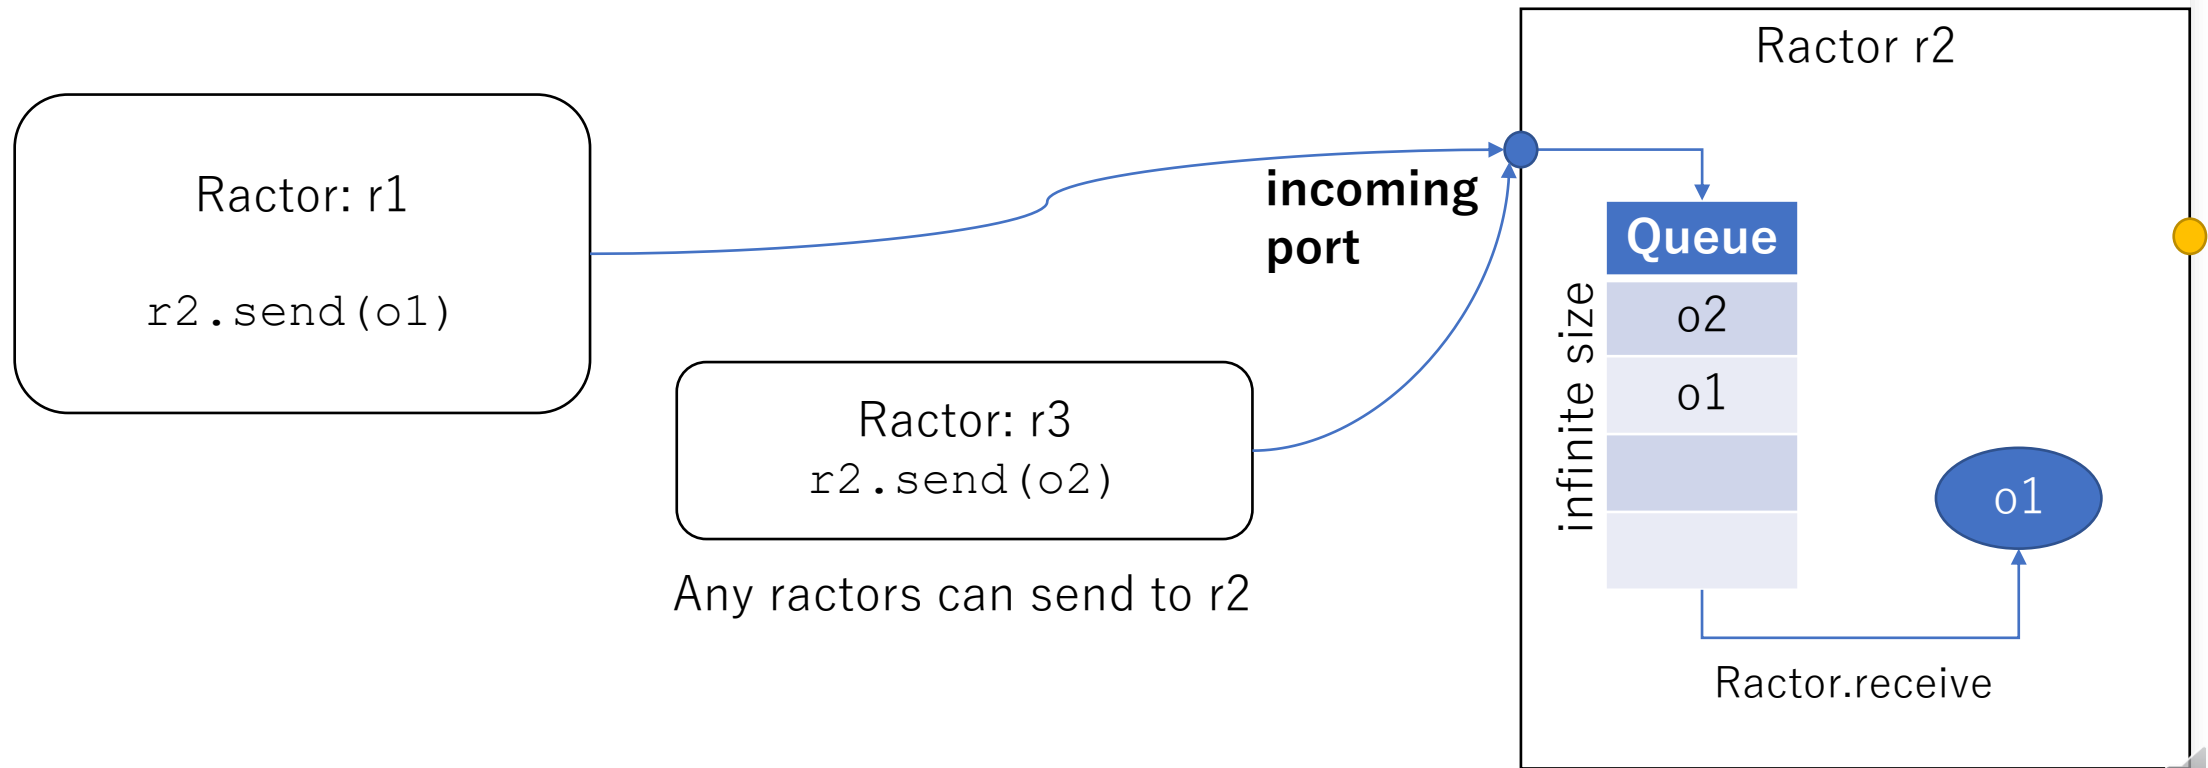 Ractor: r1
r2.send(o1)
Ractor: r3
r2.send(o2)
Any ractors can send to r2
incoming
port
Ractor r2
Queue
infinite size
o2
o1
o1
Ractor.receive